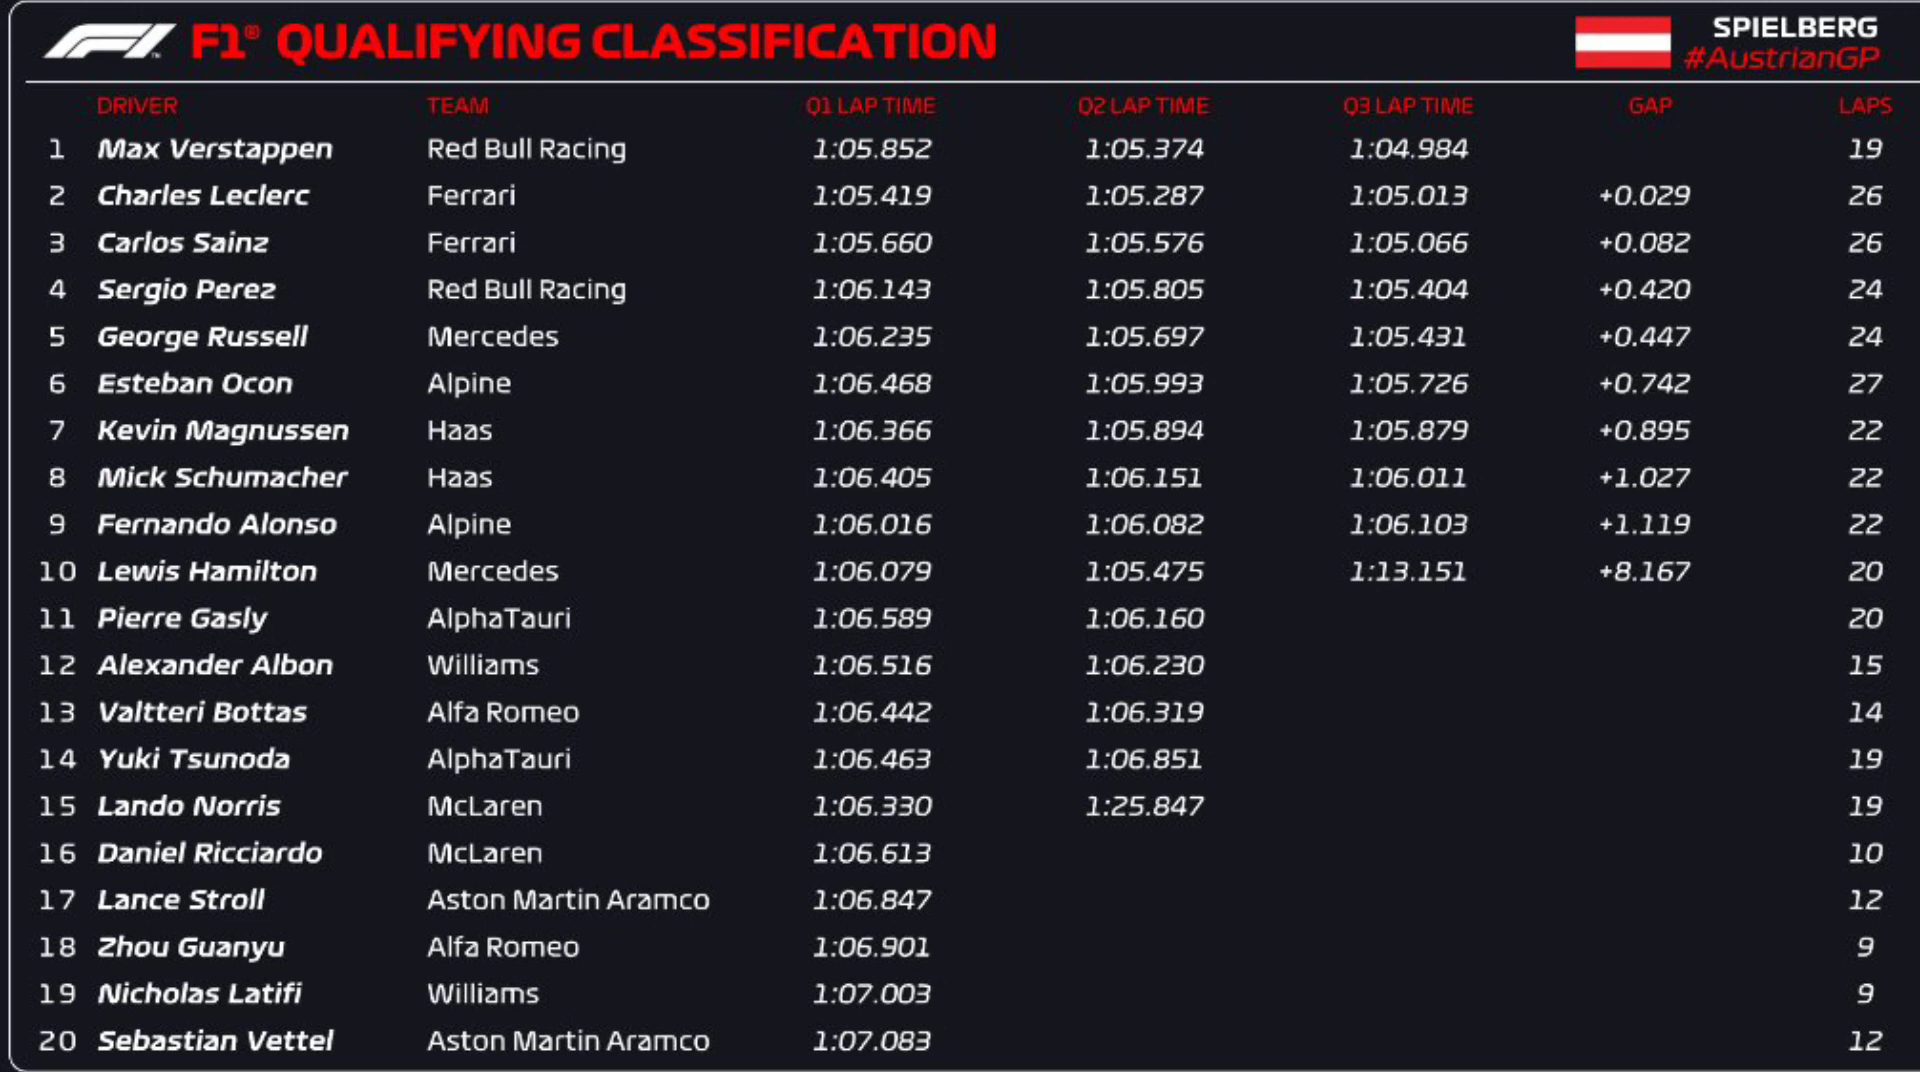 F1® QUALIFYING CLASSIFICATION
SPIELBERG
#AustrianGP
DRIVER TEAM Q1 LAP TIME Q2 LAP TIME Q3 LAP TIME GAP LAPS
1 Max Verstappen Red Bull Racing 1:05.852 1:05.374 1:04.984 19
2 Charles Leclerc Ferrari 1:05.419 1:05.287 1:05.013 +0.029 26
3 Carlos Sainz Ferrari 1:05.660 1:05.576 1:05.066 +0.082 26
4 Sergio Perez Red Bull Racing 1:06.143 1:05.805 1:05.404 +0.420 24
5 George Russell Mercedes 1:06.235 1:05.697 1:05.431 +0.447 24
6 Esteban Ocon Alpine 1:06.468 1:05.993 1:05.726 +0.742 27
7 Kevin Magnussen Haas 1:06.366 1:05.894 1:05.879 +0.895 22
8 Mick Schumacher Haas 1:06.405 1:06.151 1:06.011 +1.027 22
9 Fernando Alonso Alpine 1:06.016 1:06.082 1:06.103 +1.119 22
10 Lewis Hamilton Mercedes 1:06.079 1:05.475 1:13.151 +8.167 20
11 Pierre Gasly AlphaTauri 1:06.589 1:06.160 20
12 Alexander Albon Williams 1:06.516 1:06.230 15
13 Valtteri Bottas Alfa Romeo 1:06.442 1:06.319 14
14 Yuki Tsunoda AlphaTauri 1:06.463 1:06.851 19
15 Lando Norris McLaren 1:06.330 1:25.847 19
16 Daniel Ricciardo McLaren 1:06.613 10
17 Lance Stroll Aston Martin Aramco 1:06.847 12
18 Zhou Guanyu Alfa Romeo 1:06.901 9
19 Nicholas Latifi Williams 1:07.003 9
20 Sebastian Vettel Aston Martin Aramco 1:07.083 12